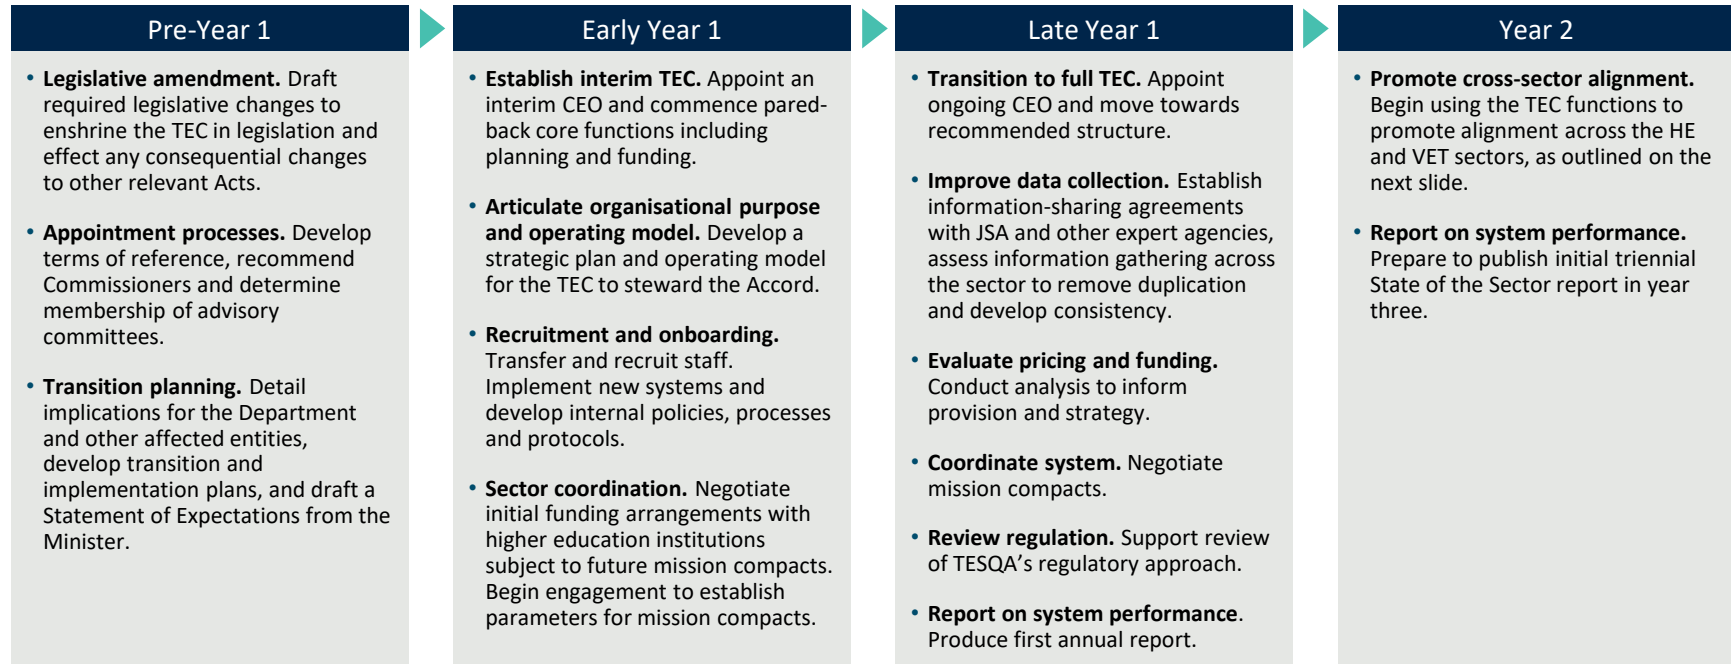 Pre-Year 1
• Legislative amendment. Draft
required legislative changes to
enshrine the TEC in legislation and
effect any consequential changes
to other relevant Acts.
• Appointment processes. Develop
terms of reference, recommend
Commissioners and determine
membership of advisory
committees.
• Transition planning. Detail
implications for the Department
and other affected entities,
develop transition and
implementation plans, and draft a
Statement of Expectations from the
Minister.
Early Year 1
• Establish interim TEC. Appoint an
interim CEO and commence pared-
back core functions including
planning and funding.
• Articulate organisational purpose
and operating model. Develop a
strategic plan and operating model
for the TEC to steward the Accord.
• Recruitment and onboarding.
Transfer and recruit staff.
Implement new systems and
develop internal policies, processes
and protocols.
• Sector coordination. Negotiate
initial funding arrangements with
higher education institutions
subject to future mission compacts.
Begin engagement to establish
parameters for mission compacts.
Late Year 1
• Transition to full TEC. Appoint
ongoing CEO and move towards
recommended structure.
• Improve data collection. Establish
information-sharing agreements
with JSA and other expert agencies,
assess information gathering across
the sector to remove duplication
and develop consistency.
• Evaluate pricing and funding.
Conduct analysis to inform
provision and strategy.
• Coordinate system. Negotiate
mission compacts.
• Review regulation. Support review
of TESQA’s regulatory approach.
• Report on system performance.
Produce first annual report.
Year 2
• Promote cross-sector alignment.
Begin using the TEC functions to
promote alignment across the HE
and VET sectors, as outlined on the
next slide.
• Report on system performance.
Prepare to publish initial triennial
State of the Sector report in year
three.